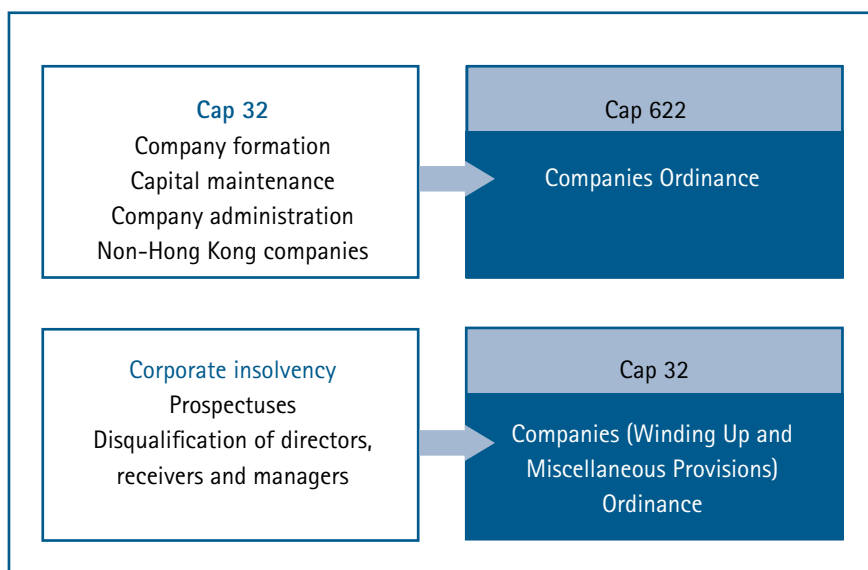 Cap 32
Company formation
Capital maintenance
Company administration
Non-Hong Kong companies
Cap 622
Companies Ordinance
Corporate insolvency
Prospectuses
Disqualification of directors,
receivers and managers
Cap 32
Companies (Winding Up and
Miscellaneous Provisions)
Ordinance